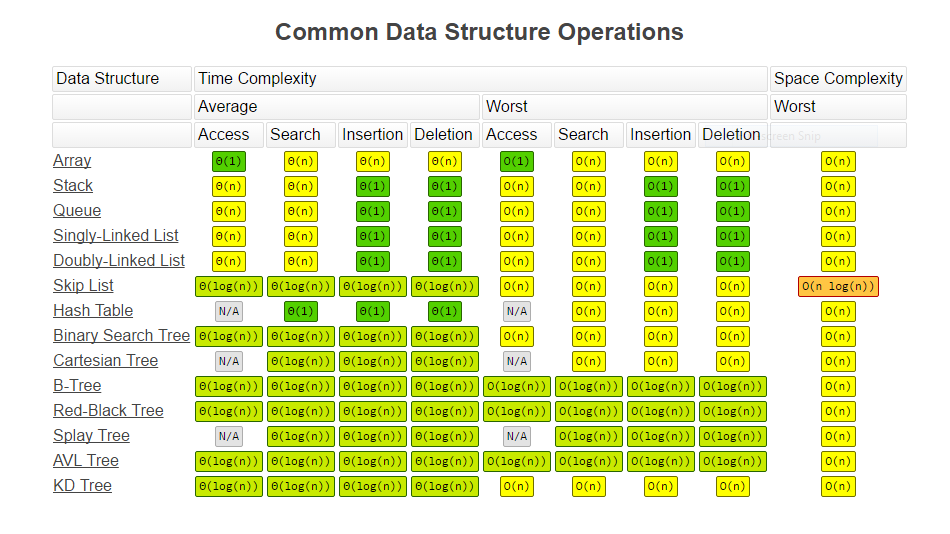 Common Data Structure Operations
Data Structure Time Complexity Space Complexity
Average Worst Worst
Access Search Insertion Deletion Access Search Insertion Deletion screen Snip
Array Θ(1) Θ(n) Θ(n) Θ(n) O(1) O(n) O(n) O(n) O(n)
Stack Θ(n) Θ(n) Θ(1) Θ(1) O(n) O(n) O(1) O(1) O(n)
Queue Θ(n) Θ(n) Θ(1) Θ(1) O(n) O(n) O(1) O(1) O(n)
Singly-Linked List Θ(n) Θ(n) Θ(1) Θ(1) O(n) O(n) O(1) O(1) O(n)
Doubly-Linked List Θ(n) Θ(n) Θ(1) Θ(1) O(n) O(n) O(1) O(1) O(n)
Skip List Θ(log(n)) Θ(log(n)) Θ(log(n)) Θ(log(n)) O(n) O(n) O(n) O(n) O(n log(n))
Hash Table N/A Θ(1) Θ(1) Θ(1) N/A O(n) O(n) O(n) O(n)
Binary Search Tree Θ(log(n)) Θ(log(n)) Θ(log(n)) Θ(log(n)) O(n) O(n) O(n) O(n) O(n)
Cartesian Tree N/A Θ(log(n)) Θ(log(n)) Θ(log(n)) N/A O(n) O(n) O(n) O(n)
B-Tree Θ(log(n)) Θ(log(n)) Θ(log(n)) Θ(log(n)) O(log(n)) O(log(n)) O(log(n)) O(log(n)) O(n)
Red-Black Tree Θ(log(n)) Θ(log(n)) Θ(log(n)) Θ(log(n)) O(log(n)) O(log(n)) O(log(n)) O(log(n)) O(n)
Splay Tree N/A Θ(log(n)) Θ(log(n)) Θ(log(n)) N/A O(log(n)) O(log(n)) O(log(n)) O(n)
AVL Tree Θ(log(n)) Θ(log(n)) Θ(log(n)) Θ(log(n)) O(log(n)) O(log(n)) O(log(n)) O(log(n)) O(n)
KD Tree Θ(log(n)) Θ(log(n)) Θ(log(n)) Θ(log(n)) O(n) O(n) O(n) O(n) O(n)